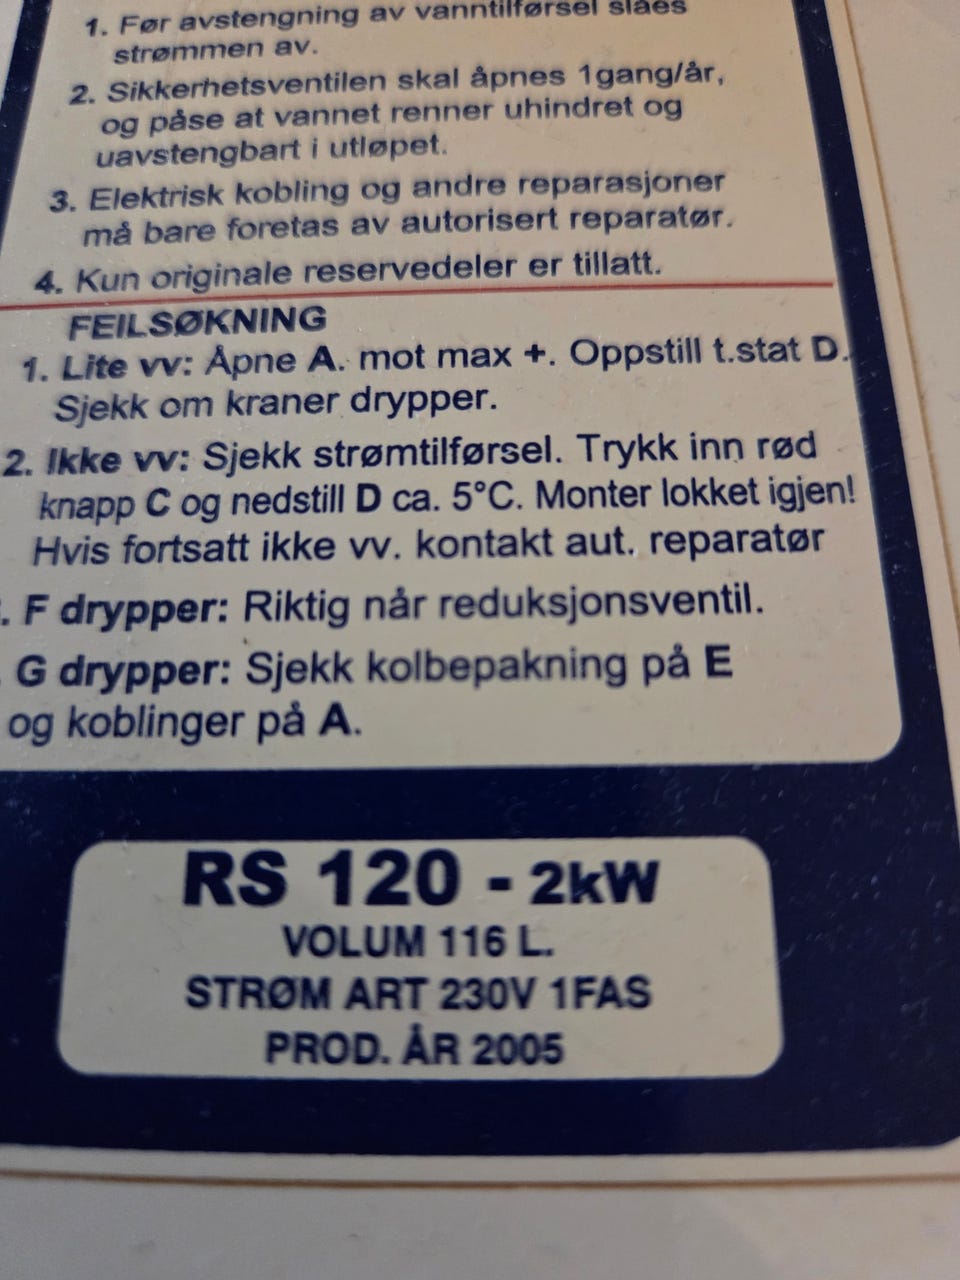 1. Før avstengning av vanntilførsel slåes
strømmen av.
2. Sikkerhetsventilen skal åpnes 1gang/år,
og påse at vannet renner uhindret og
uavstengbart i utløpet.
3. Elektrisk kobling og andre reparasjoner
må bare foretas av autorisert reparatør.
4. Kun originale reservedeler er tillatt.
FEILSØKNING
1. Lite vv: Åpne A. mot max +. Oppstill t.stat D.
Sjekk om kraner drypper.
2. Ikke vv: Sjekk strømtilførsel. Trykk inn rød
knapp C og nedstill D ca. 5°C. Monter lokket igjen!
Hvis fortsatt ikke vv. kontakt aut. reparatør
. F drypper: Riktig når reduksjonsventil.
G drypper: Sjekk kolbepakning på E
og koblinger på A.
RS 120 - 2kW
VOLUM 116 L.
STRØM ART 230V 1FAS
PROD. ÅR 2005